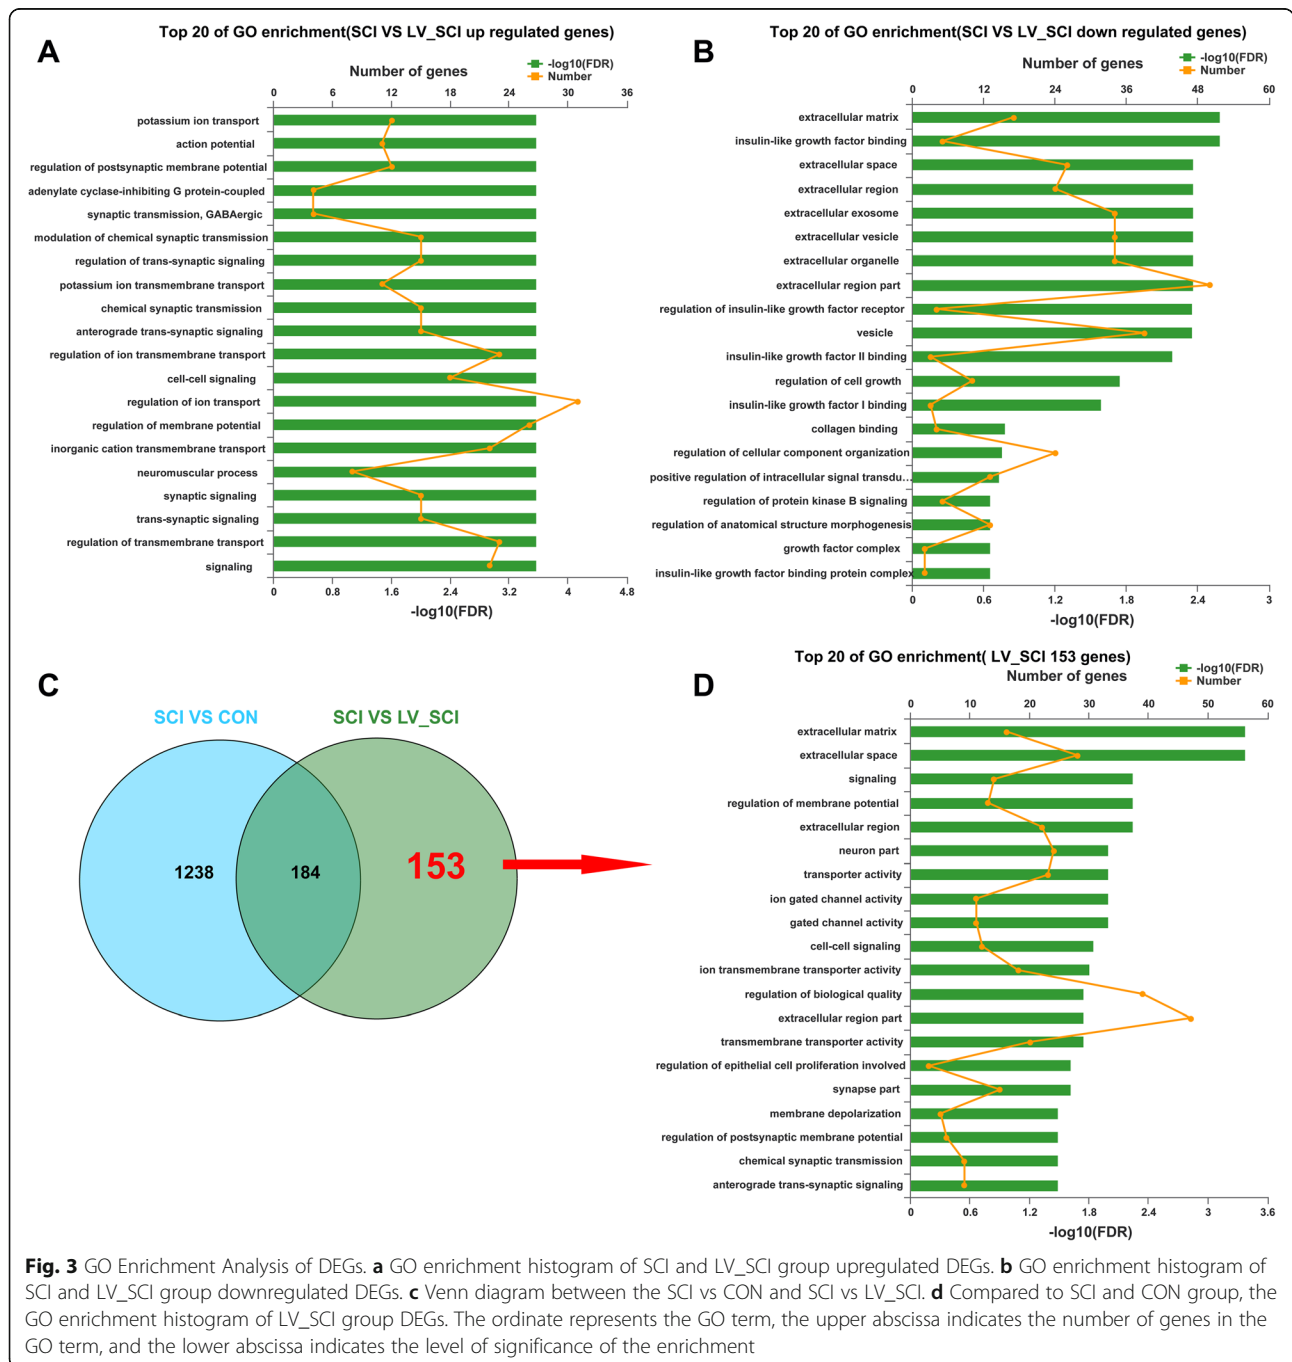 A
Top 20 of GO enrichment(SCI VS LV_SCI up regulated genes)
Number of genes
-log10(FDR)
Number
0 6 12 18 24 30 36
potassium ion transport
action potential
regulation of postsynaptic membrane potential
adenylate cyclase-inhibiting G protein-coupled
synaptic transmission, GABAergic
modulation of chemical synaptic transmission
regulation of trans-synaptic signaling
potassium ion transmembrane transport
chemical synaptic transmission
anterograde trans-synaptic signaling
regulation of ion transmembrane transport
cell-cell signaling
regulation of ion transport
regulation of membrane potential
inorganic cation transmembrane transport
neuromuscular process
synaptic signaling
trans-synaptic signaling
regulation of transmembrane transport
signaling
0 0.8 1.6 2.4 3.2 4 4.8
-log10(FDR)
B
Top 20 of GO enrichment(SCI VS LV_SCI down regulated genes)
Number of genes
-log10(FDR)
Number
0 12 24 36 48 60
extracellular matrix
insulin-like growth factor binding
extracellular space
extracellular region
extracellular exosome
extracellular vesicle
extracellular organelle
extracellular region part
regulation of insulin-like growth factor receptor
vesicle
insulin-like growth factor II binding
regulation of cell growth
insulin-like growth factor I binding
collagen binding
regulation of cellular component organization
positive regulation of intracellular signal transdu...
regulation of protein kinase B signaling
regulation of anatomical structure morphogenesis
growth factor complex
insulin-like growth factor binding protein complex
0 0.6 1.2 1.8 2.4 3
-log10(FDR)
C
SCI VS CON
SCI VS LV_SCI
1238
184
153
D
Top 20 of GO enrichment( LV_SCI 153 genes)
Number of genes
-log10(FDR)
Number
0 10 20 30 40 50 60
extracellular matrix
extracellular space
signaling
regulation of membrane potential
extracellular region
neuron part
transporter activity
ion gated channel activity
gated channel activity
cell-cell signaling
ion transmembrane transporter activity
regulation of biological quality
extracellular region part
transmembrane transporter activity
regulation of epithelial cell proliferation involved
synapse part
membrane depolarization
regulation of postsynaptic membrane potential
chemical synaptic transmission
anterograde trans-synaptic signaling
0 0.6 1.2 1.8 2.4 3 3.6
-log10(FDR)
Fig. 3 GO Enrichment Analysis of DEGs. a GO enrichment histogram of SCI and LV_SCI group upregulated DEGs. b GO enrichment histogram of
SCI and LV_SCI group downregulated DEGs. c Venn diagram between the SCI vs CON and SCI vs LV_SCI. d Compared to SCI and CON group, the
GO enrichment histogram of LV_SCI group DEGs. The ordinate represents the GO term, the upper abscissa indicates the number of genes in the
GO term, and the lower abscissa indicates the level of significance of the enrichment